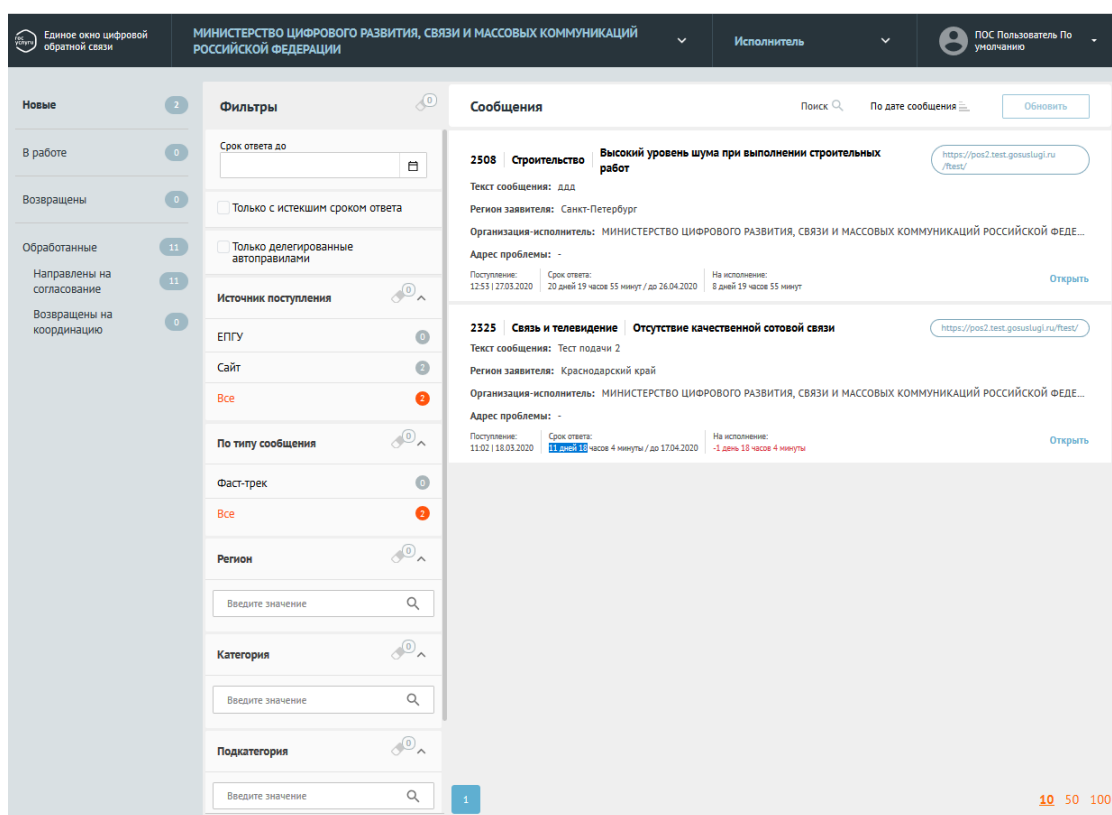 гос услуги
Единое окно цифровой
обратной связи
МИНИСТЕРСТВО ЦИФРОВОГО РАЗВИТИЯ, СВЯЗИ И МАССОВЫХ КОММУНИКАЦИЙ
РОССИЙСКОЙ ФЕДЕРАЦИИ
Исполнитель
ПОС Пользователь По
умолчанию
Новые 2
В работе 0
Возвращены 0
Обработанные 11
Направлены на
согласование 11
Возвращены на
координацию 0
Фильтры 0
Срок ответа до
Только с истекшим сроком ответа
Только делегированные
автоправилами
Источник поступления 0
ЕПГУ 0
Сайт 2
Все 2
По типу сообщения 0
Фаст-трек 0
Все 2
Регион 0
Введите значение
Категория 0
Введите значение
Подкатегория 0
Введите значение
Сообщения Поиск По дате сообщения Обновить
2508 Строительство Высокий уровень шума при выполнении строительных
работ
https://pos2.test.gosuslugi.ru
/ftest/
Текст сообщения: ддд
Регион заявителя: Санкт-Петербург
Организация-исполнитель: МИНИСТЕРСТВО ЦИФРОВОГО РАЗВИТИЯ, СВЯЗИ И МАССОВЫХ КОММУНИКАЦИЙ РОССИЙСКОЙ ФЕДЕ...
Адрес проблемы: -
Поступление: Срок ответа: На исполнение:
12:53 | 27.03.2020 20 дней 19 часов 55 минут / до 26.04.2020 8 дней 19 часов 55 минут
Открыть
2325 Связь и телевидение Отсутствие качественной сотовой связи https://pos2.test.gosuslugi.ru/ftest/
Текст сообщения: Тест подачи 2
Регион заявителя: Краснодарский край
Организация-исполнитель: МИНИСТЕРСТВО ЦИФРОВОГО РАЗВИТИЯ, СВЯЗИ И МАССОВЫХ КОММУНИКАЦИЙ РОССИЙСКОЙ ФЕДЕ...
Адрес проблемы: -
Поступление: Срок ответа: На исполнение:
11:02 | 18.03.2020 11 дней 18 часов 4 минуты / до 17.04.2020 -1 день 18 часов 4 минуты
Открыть
1 10 50 100